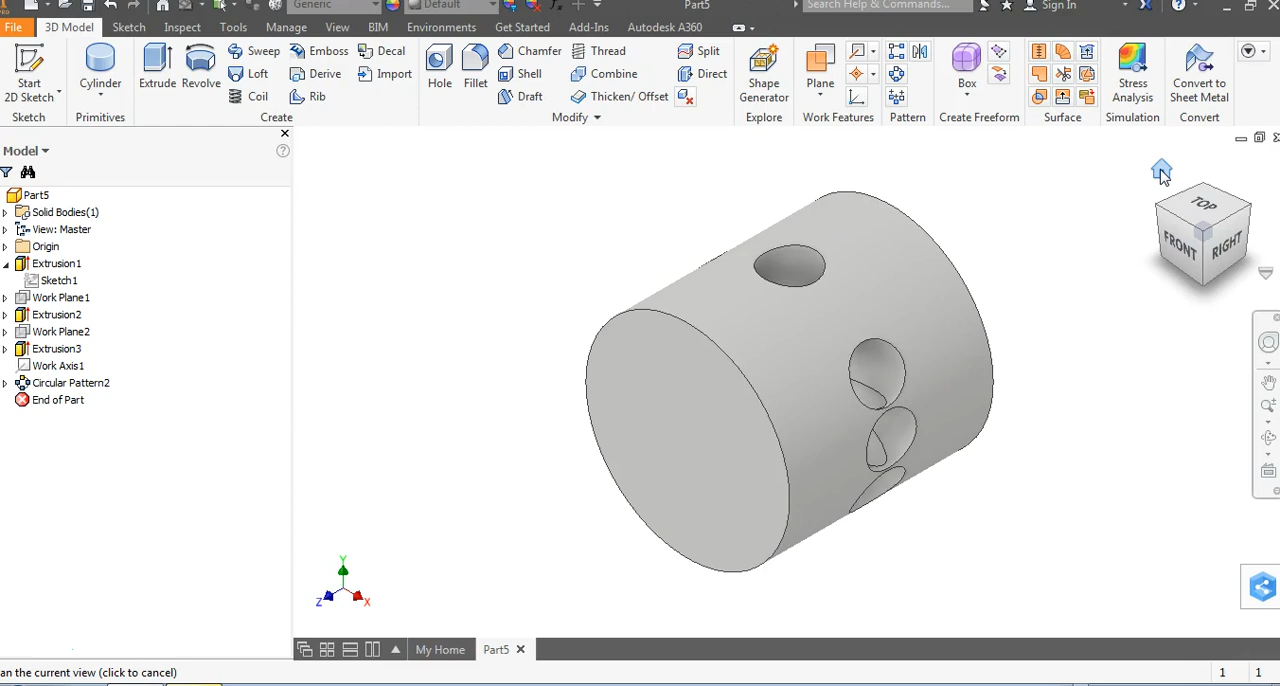 Generic Default Part5 Search Help & Commands... Sign In
File 3D Model Sketch Inspect Tools Manage View BIM Environments Get Started Add-Ins Autodesk A360
Start 2D Sketch
Cylinder
Extrude
Revolve
Sweep
Loft
Coil
Emboss
Derive
Rib
Decal
Import
Hole
Fillet
Chamfer
Shell
Draft
Thread
Combine
Thicken/ Offset
Split
Direct
Shape Generator
Plane
Box
Stress Analysis
Convert to Sheet Metal
Sketch Primitives Create Modify Explore Work Features Pattern Create Freeform Surface Simulation Convert
Model
Part5
Solid Bodies(1)
View: Master
Origin
Extrusion1
Sketch1
Work Plane1
Extrusion2
Work Plane2
Extrusion3
Work Axis1
Circular Pattern2
End of Part
TOP
FRONT RIGHT
Y
Z X
My Home Part5
an the current view (click to cancel) 1 1